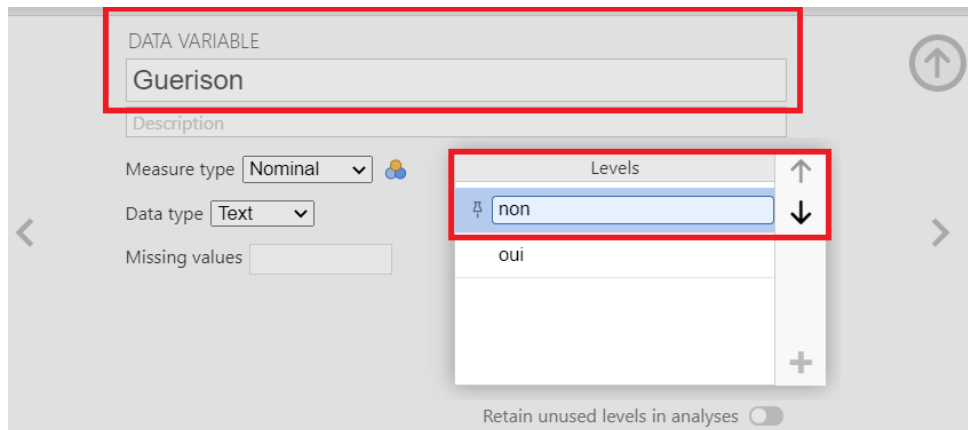 DATA VARIABLE
Guerison
Description
Measure type Nominal
Levels
non
Data type Text
oui
Missing values
Retain unused levels in analyses